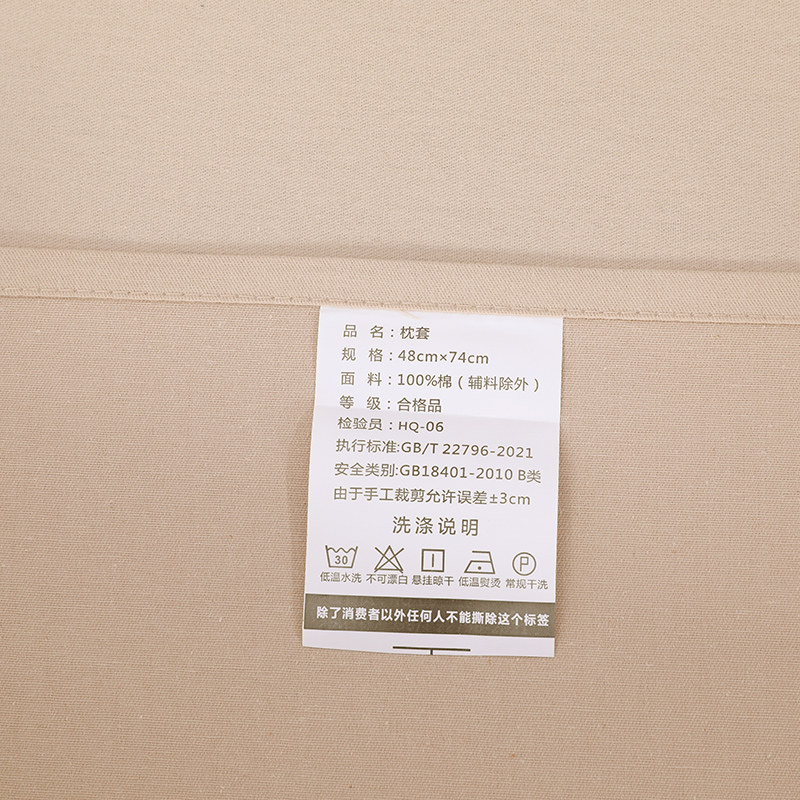 品 名：枕套
规 格：48cm×74cm
面 料：100%棉（辅料除外）
等 级：合格品
检验员：HQ-06
执行标准:GB/T 22796-2021
安全类别:GB18401-2010 B类
由于手工裁剪允许误差±3cm
洗涤说明
30 P
低温水洗 不可漂白 悬挂晾干 低温熨烫 常规干洗
除了消费者以外任何人不能撕除这个标签